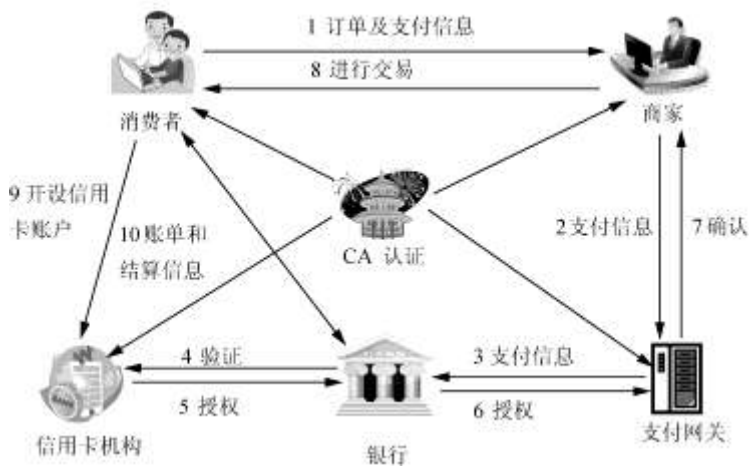 1 订单及支付信息
8 进行交易
消费者
商家
9 开设信用
卡账户
10账单和
结算信息
CA 认证
2支付信息
7确认
4 验证
3 支付信息
5 授权
6 授权
信用卡机构
银行
支付网关